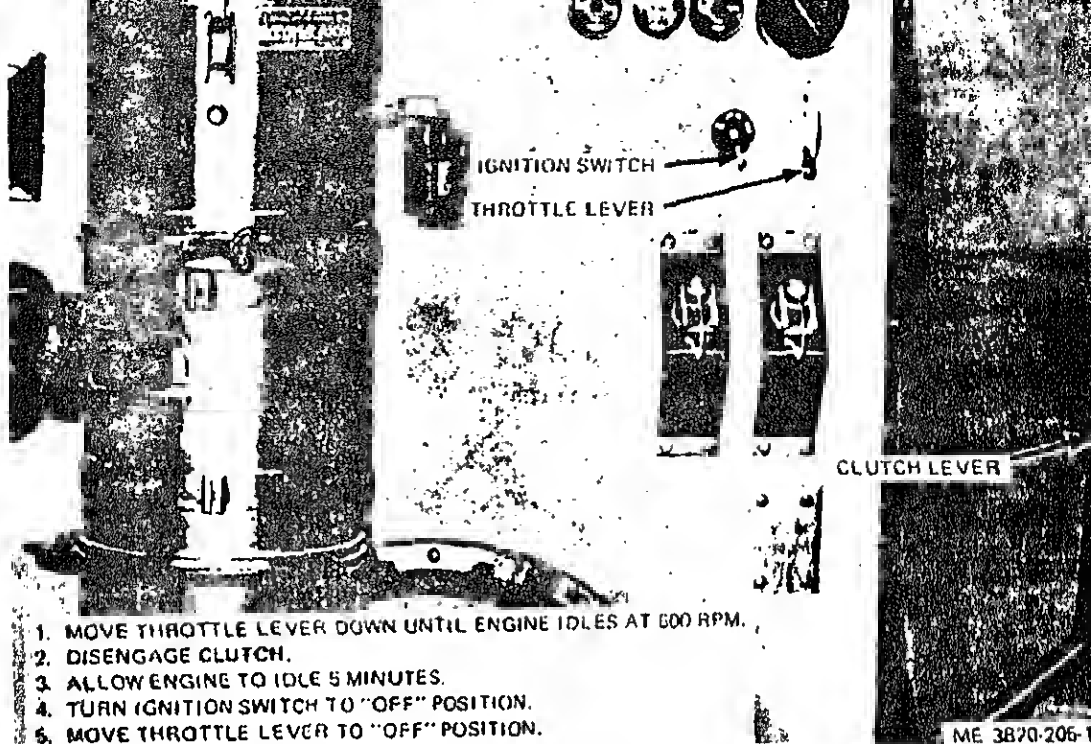 IGNITION SWITCH
THROTTLE LEVER
CLUTCH LEVER
1. MOVE THROTTLE LEVER DOWN UNTIL ENGINE IDLES AT 600 RPM.
2. DISENGAGE CLUTCH.
3. ALLOW ENGINE TO IDLE 5 MINUTES.
4. TURN IGNITION SWITCH TO "OFF" POSITION.
5. MOVE THROTTLE LEVER TO "OFF" POSITION.
ME 3820-206-